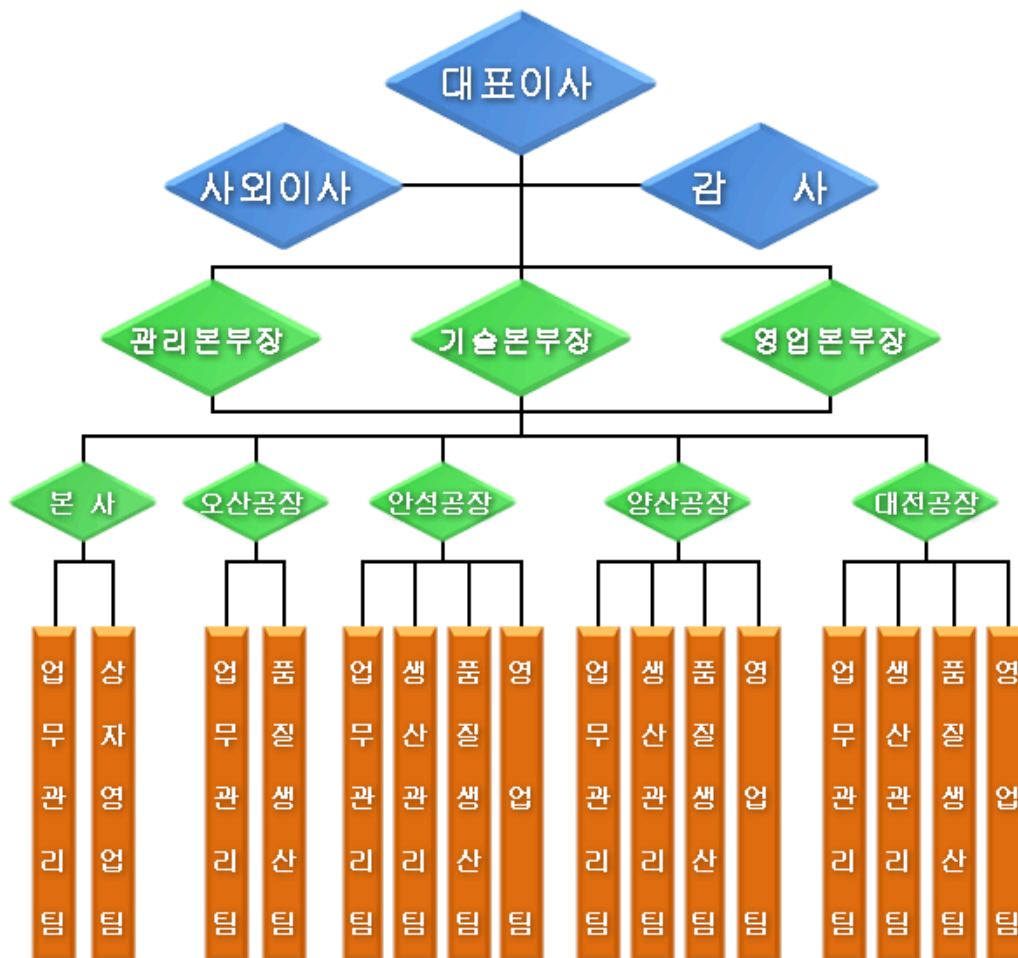 대표이사
사외이사
감 사
관리본부장
기술본부장
영업본부장
본 사
오산공장
안성공장
양산공장
대전공장
업무관리팀
상자영업팀
업무관리팀
품질생산팀
업무관리팀
생산관리팀
품질생산팀
영업팀
업무관리팀
생산관리팀
품질생산팀
영업팀
업무관리팀
생산관리팀
품질생산팀
영업팀